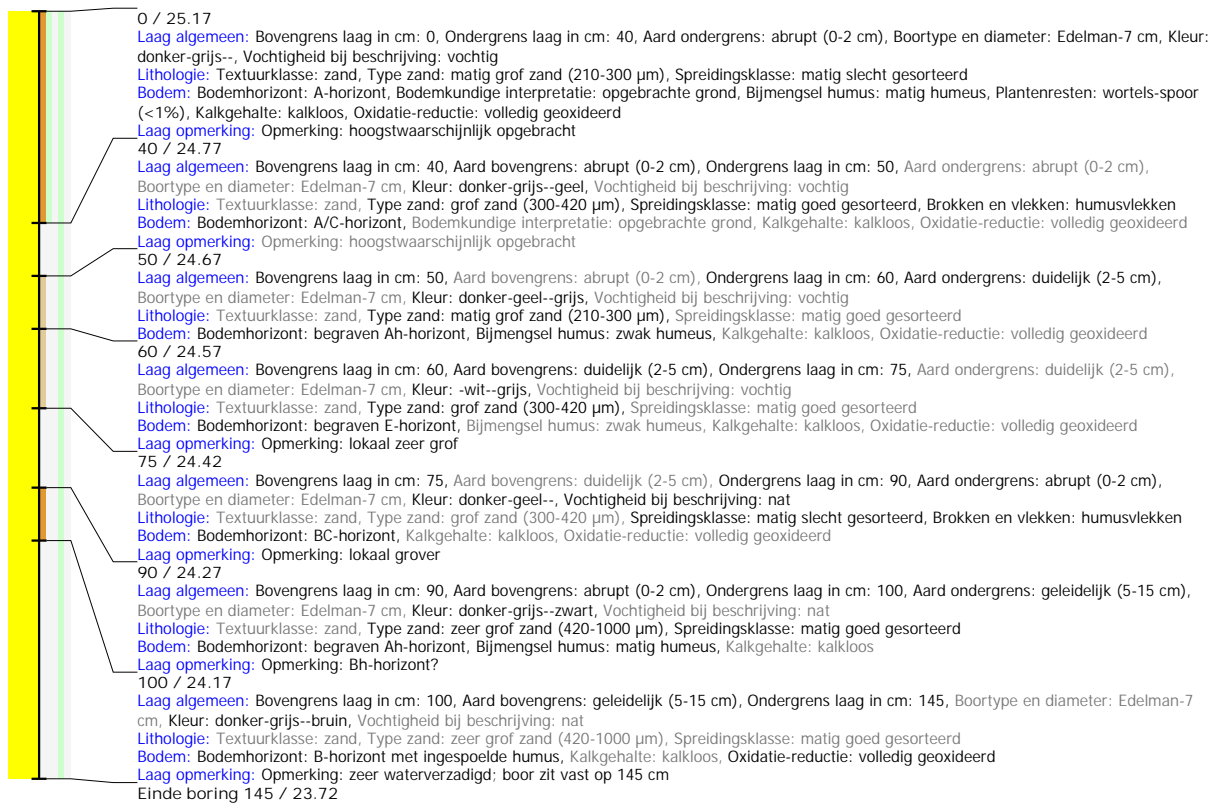 0 / 25.17
Laag algemeen: Bovengrens laag in cm: 0, Ondergrens laag in cm: 40, Aard ondergrens: abrupt (0-2 cm), Boortype en diameter: Edelman-7 cm, Kleur:
donker-grijs--, Vochtigheid bij beschrijving: vochtig
Lithologie: Textuurklasse: zand, Type zand: matig grof zand (210-300 µm), Spreidingsklasse: matig slecht gesorteerd
Bodem: Bodemhorizont: A-horizont, Bodemkundige interpretatie: opgebrachte grond, Bijmengsel humus: matig humeus, Plantenresten: wortels-spoor
(<1%), Kalkgehalte: kalkloos, Oxidatie-reductie: volledig geoxideerd
Laag opmerking: Opmerking: hoogstwaarschijnlijk opgebracht
40 / 24.77
Laag algemeen: Bovengrens laag in cm: 40, Aard bovengrens: abrupt (0-2 cm), Ondergrens laag in cm: 50, Aard ondergrens: abrupt (0-2 cm),
Boortype en diameter: Edelman-7 cm, Kleur: donker-grijs--geel, Vochtigheid bij beschrijving: vochtig
Lithologie: Textuurklasse: zand, Type zand: grof zand (300-420 µm), Spreidingsklasse: matig goed gesorteerd, Brokken en vlekken: humusvlekken
Bodem: Bodemhorizont: A/C-horizont, Bodemkundige interpretatie: opgebrachte grond, Kalkgehalte: kalkloos, Oxidatie-reductie: volledig geoxideerd
Laag opmerking: Opmerking: hoogstwaarschijnlijk opgebracht
50 / 24.67
Laag algemeen: Bovengrens laag in cm: 50, Aard bovengrens: abrupt (0-2 cm), Ondergrens laag in cm: 60, Aard ondergrens: duidelijk (2-5 cm),
Boortype en diameter: Edelman-7 cm, Kleur: donker-geel--grijs, Vochtigheid bij beschrijving: vochtig
Lithologie: Textuurklasse: zand, Type zand: matig grof zand (210-300 µm), Spreidingsklasse: matig goed gesorteerd
Bodem: Bodemhorizont: begraven Ah-horizont, Bijmengsel humus: zwak humeus, Kalkgehalte: kalkloos, Oxidatie-reductie: volledig geoxideerd
60 / 24.57
Laag algemeen: Bovengrens laag in cm: 60, Aard bovengrens: duidelijk (2-5 cm), Ondergrens laag in cm: 75, Aard ondergrens: duidelijk (2-5 cm),
Boortype en diameter: Edelman-7 cm, Kleur: -wit--grijs, Vochtigheid bij beschrijving: vochtig
Lithologie: Textuurklasse: zand, Type zand: grof zand (300-420 µm), Spreidingsklasse: matig goed gesorteerd
Bodem: Bodemhorizont: begraven E-horizont, Bijmengsel humus: zwak humeus, Kalkgehalte: kalkloos, Oxidatie-reductie: volledig geoxideerd
Laag opmerking: Opmerking: lokaal zeer grof
75 / 24.42
Laag algemeen: Bovengrens laag in cm: 75, Aard bovengrens: duidelijk (2-5 cm), Ondergrens laag in cm: 90, Aard ondergrens: abrupt (0-2 cm),
Boortype en diameter: Edelman-7 cm, Kleur: donker-geel--, Vochtigheid bij beschrijving: nat
Lithologie: Textuurklasse: zand, Type zand: grof zand (300-420 µm), Spreidingsklasse: matig slecht gesorteerd, Brokken en vlekken: humusvlekken
Bodem: Bodemhorizont: BC-horizont, Kalkgehalte: kalkloos, Oxidatie-reductie: volledig geoxideerd
Laag opmerking: Opmerking: lokaal grover
90 / 24.27
Laag algemeen: Bovengrens laag in cm: 90, Aard bovengrens: abrupt (0-2 cm), Ondergrens laag in cm: 100, Aard ondergrens: geleidelijk (5-15 cm),
Boortype en diameter: Edelman-7 cm, Kleur: donker-grijs--zwart, Vochtigheid bij beschrijving: nat
Lithologie: Textuurklasse: zand, Type zand: zeer grof zand (420-1000 µm), Spreidingsklasse: matig goed gesorteerd
Bodem: Bodemhorizont: begraven Ah-horizont, Bijmengsel humus: matig humeus, Kalkgehalte: kalkloos
Laag opmerking: Opmerking: Bh-horizont?
100 / 24.17
Laag algemeen: Bovengrens laag in cm: 100, Aard bovengrens: geleidelijk (5-15 cm), Ondergrens laag in cm: 145, Boortype en diameter: Edelman-7
cm, Kleur: donker-grijs--bruin, Vochtigheid bij beschrijving: nat
Lithologie: Textuurklasse: zand, Type zand: zeer grof zand (420-1000 µm), Spreidingsklasse: matig goed gesorteerd
Bodem: Bodemhorizont: B-horizont met ingespoelde humus, Kalkgehalte: kalkloos, Oxidatie-reductie: volledig geoxideerd
Laag opmerking: Opmerking: zeer waterverzadigd; boor zit vast op 145 cm
Einde boring 145 / 23.72